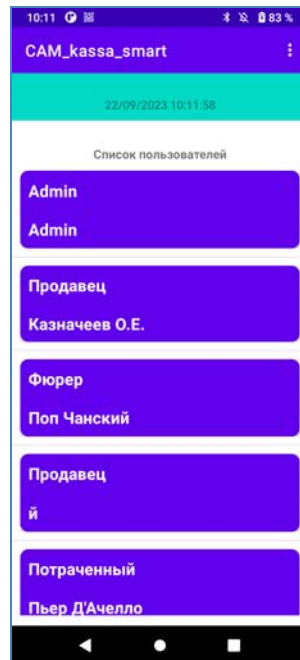 10:11 83 %
CAM_kassa_smart
22/09/2023 10:11:58
Список пользователей
Admin
Admin
Продавец
Казначеев О.Е.
Фюрер
Поп Чанский
Продавец
й
Потраченный
Пьер Д'Ачелло